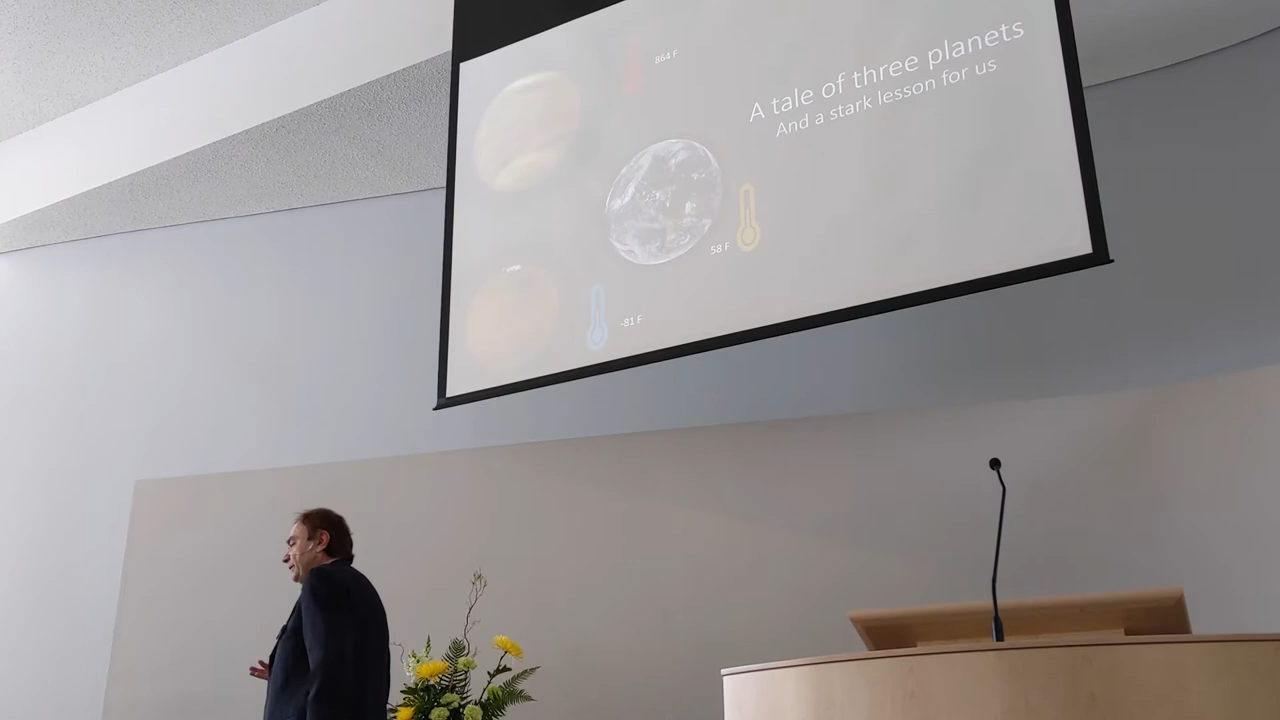 864 F
A tale of three planets
And a stark lesson for us
58 F
-81 F